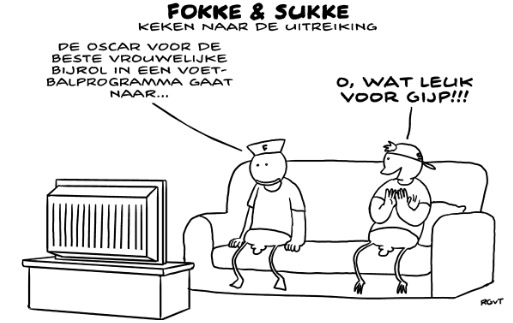 FOKKE & SUKKE
KEKEN NAAR DE UITREIKING
DE OSCAR VOOR DE
BESTE VROUWELIJKE
BIJROL IN EEN VOET-
BALPROGRAMMA GAAT
NAAR...
O, WAT LEUK
VOOR GIJP!!!
F
RGVT